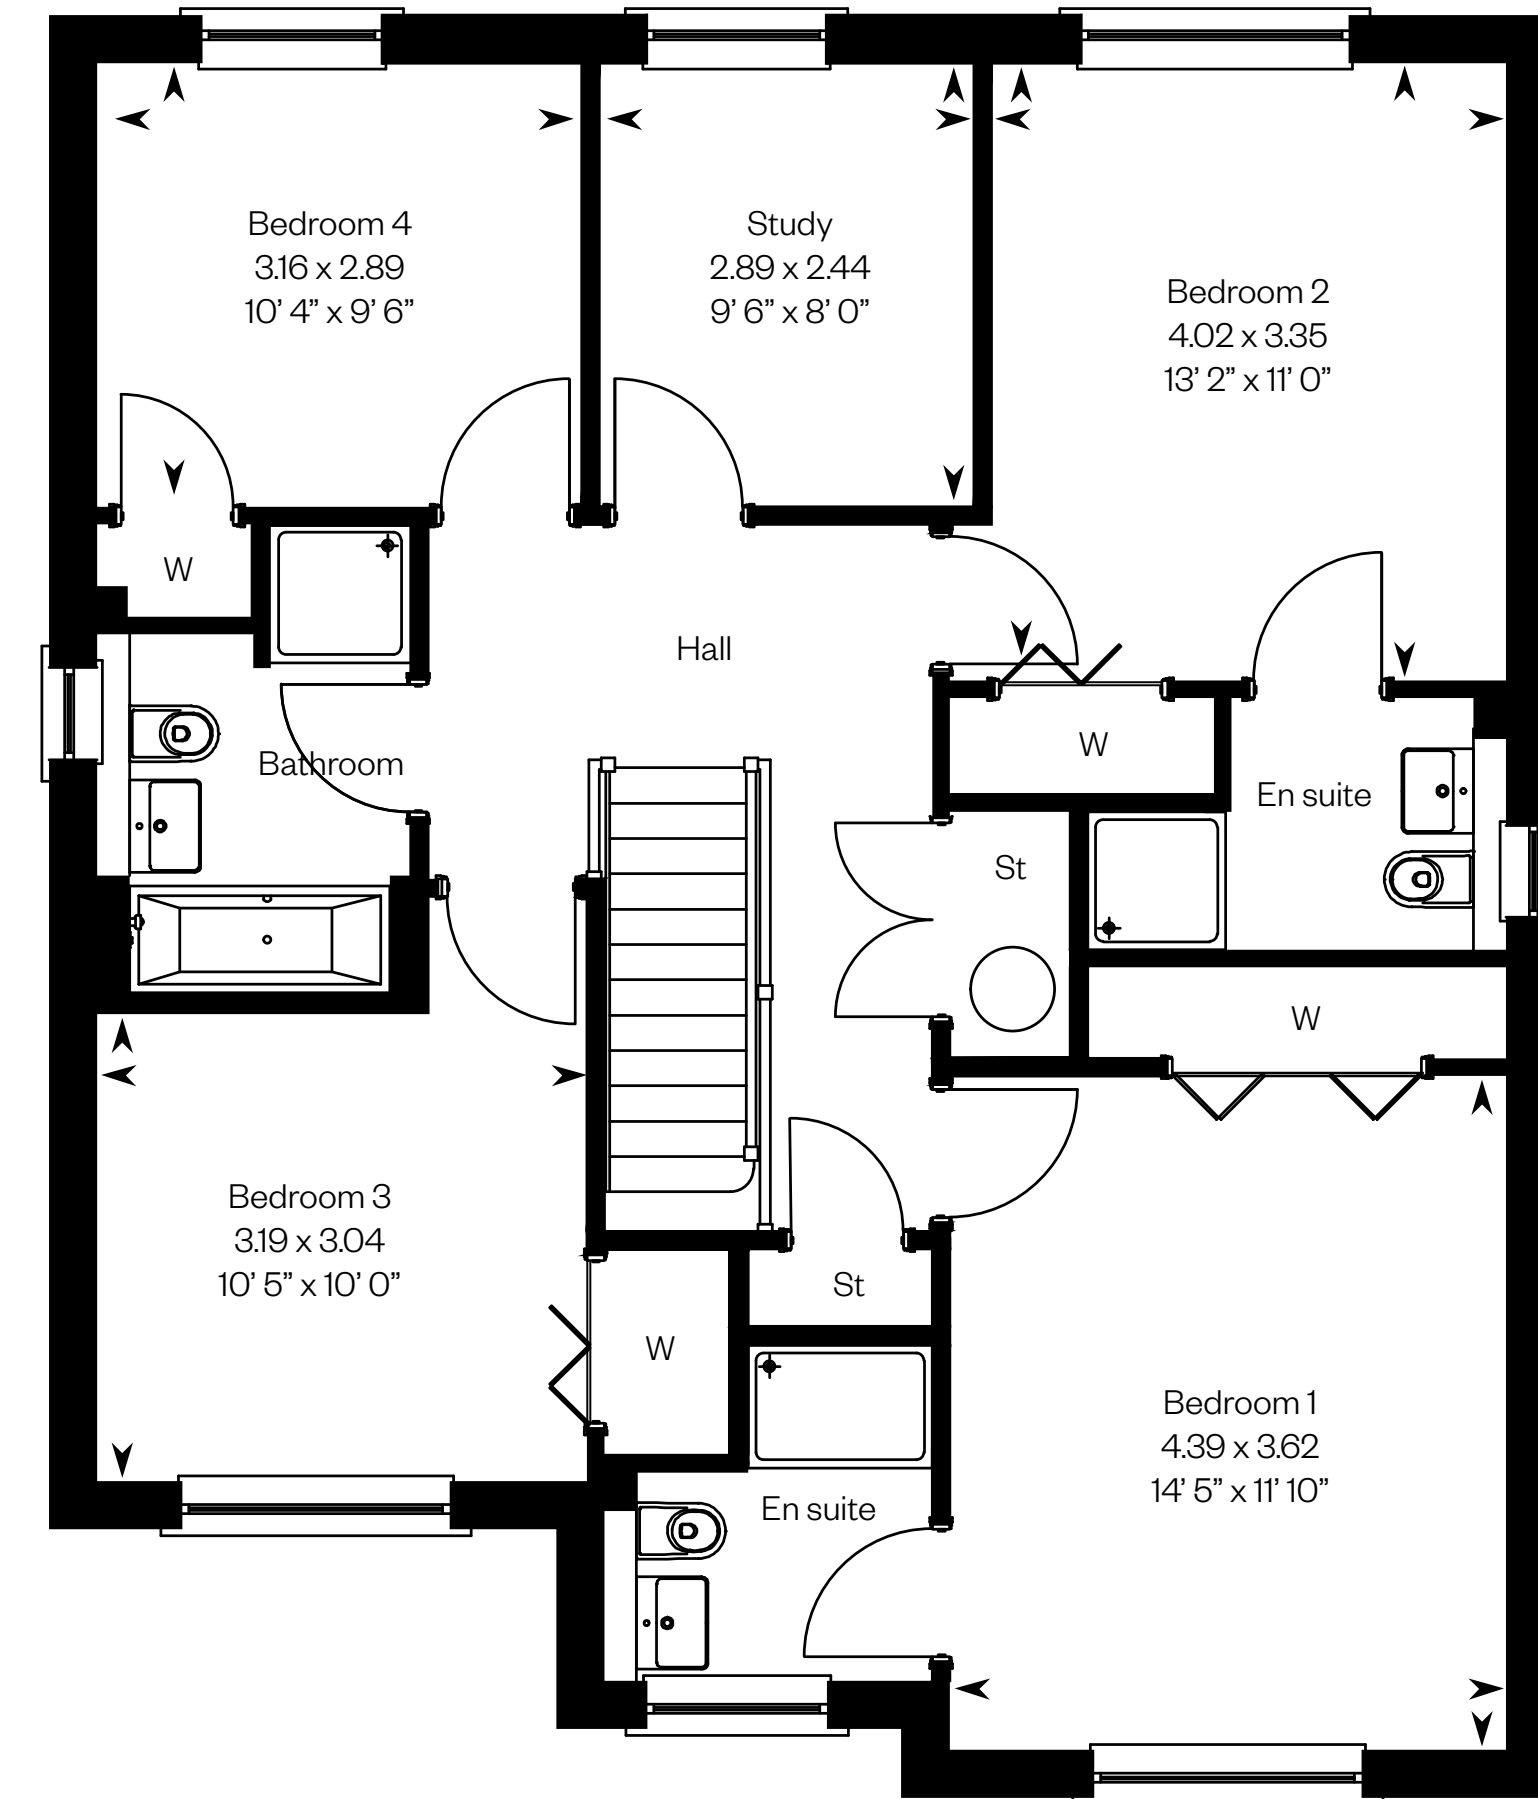 Bedroom 4
3.16 x 2.89
10’ 4” x 9’ 6”
Study
2.89 x 2.44
9’ 6” x 8’ 0”
Bedroom 2
4.02 x 3.35
13’ 2” x 11’ 0”
W
Hall
W
Bathroom
En suite
St
W
Bedroom 3
3.19 x 3.04
10’ 5” x 10’ 0”
St
W
Bedroom 1
4.39 x 3.62
14’ 5” x 11’ 10”
En suite